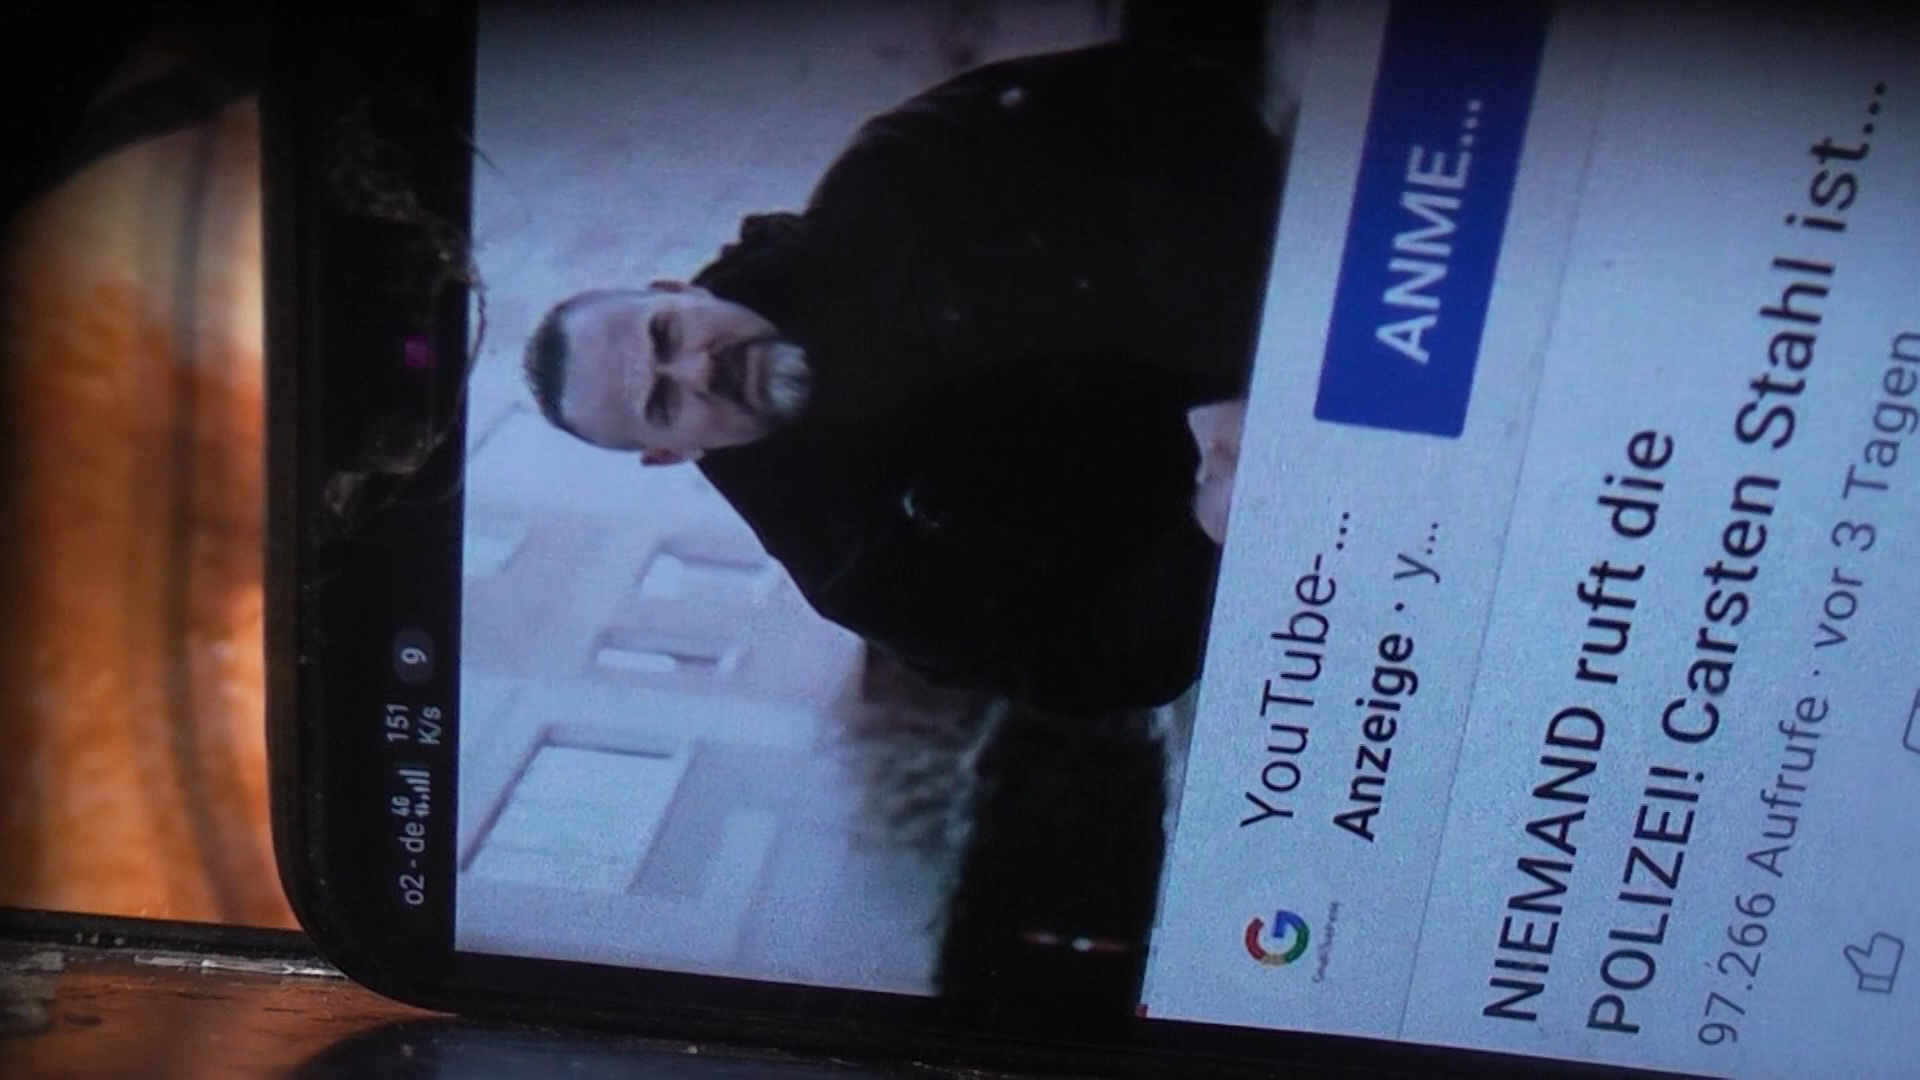 o2 - de 4G 151 K/s 9
YouTube-...
Anzeige · y...
ANME...
NIEMAND ruft die
POLIZEI! Carsten Stahl ist...
97.266 Aufrufe · vor 3 Tagen